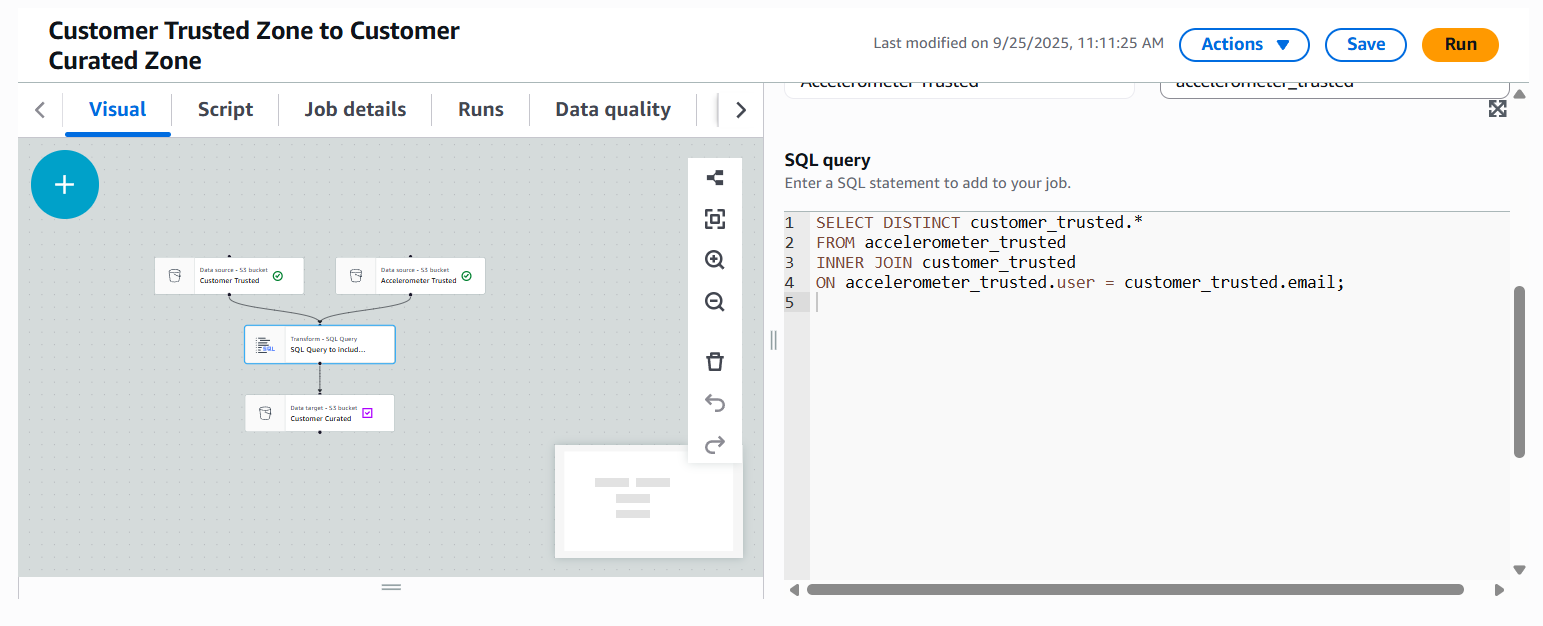 Customer Trusted Zone to Customer
Curated Zone
Last modified on 9/25/2025, 11:11:25 AM
Actions
Save
Run
Visual
Script
Job details
Runs
Data quality
Accelerometer Trusted
accelerometer_trusted
SQL query
Enter a SQL statement to add to your job.
1 SELECT DISTINCT customer_trusted.*
2 FROM accelerometer_trusted
3 INNER JOIN customer_trusted
4 ON accelerometer_trusted.user = customer_trusted.email;
5
Data source - S3 bucket
Customer Trusted
Data source - S3 bucket
Accelerometer Trusted
SQL
Transform - SQL Query
SQL Query to includ...
Data target - S3 bucket
Customer Curated